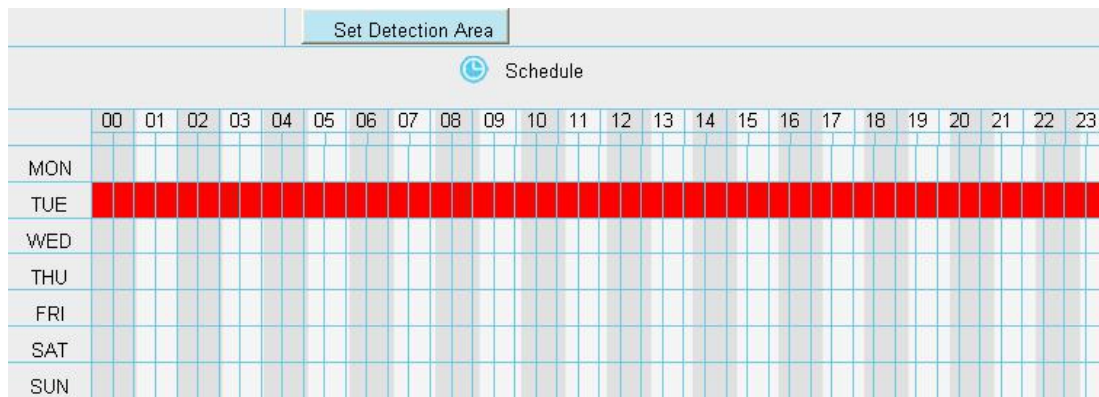 Set Detection Area
Schedule
00 01 02 03 04 05 06 07 08 09 10 11 12 13 14 15 16 17 18 19 20 21 22 23
MON
TUE
WED
THU
FRI
SAT
SUN